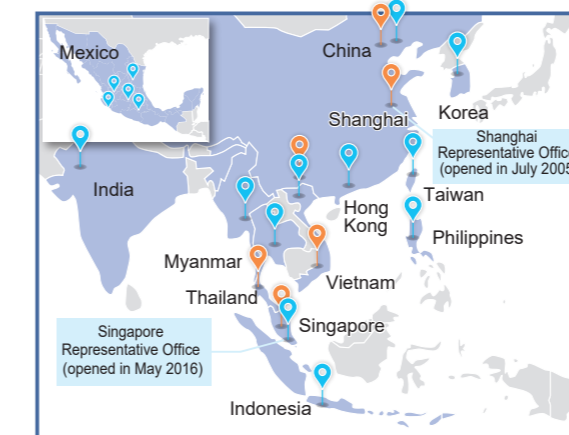 Mexico
China
Shanghai
Korea
Shanghai
Representative Office
(opened in July 2005
India
Hong
Kong
Taiwan
Philippines
Myanmar
Vietnam
Thailand
Singapore
Singapore
Representative Office
(opened in May 2016)
Indonesia